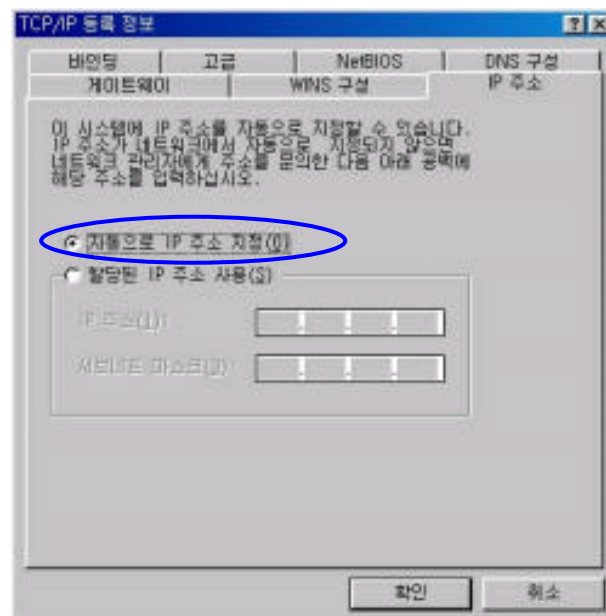 TCP/IP 등록 정보
바인딩 고급 NetBIOS DNS 구성
게이트웨이 WINS 구성 IP 주소
이 시스템에 IP 주소를 자동으로 지정할 수 있습니다.
IP 주소가 네트워크에서 자동으로 지정되지 않으면
네트워크 관리자에게 주소를 문의한 다음 아래 공백에
해당 주소를 입력하십시오.
자동으로 IP 주소 지정(O)
할당된 IP 주소 사용(S)
IP 주소(I):
서브네트 마스크(U):
확인 취소